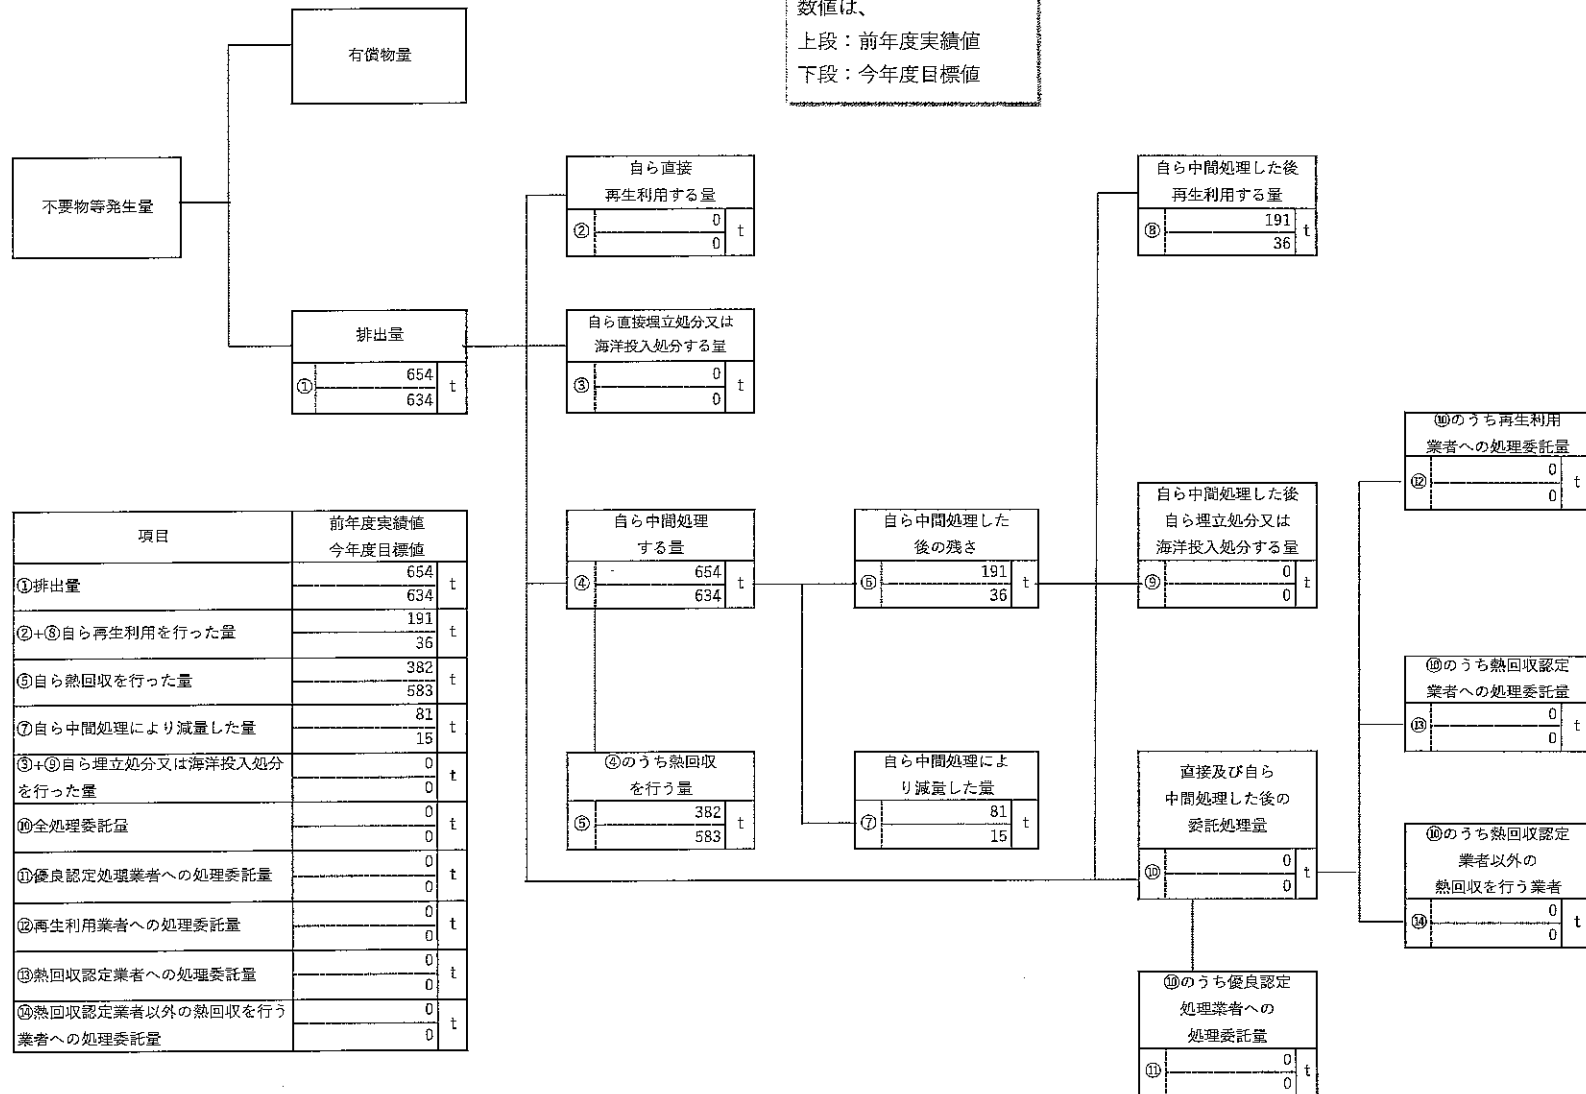 数値は、
上段：前年度実績値
下段：今年度目標値
有償物量
不要物等発生量
排出量
①
654
634
t
自ら直接
再生利用する量
②
0
0
t
自ら直接埋立処分又は
海洋投入処分する量
③
0
0
t
自ら中間処理
する量
④
654
634
t
④のうち熱回収
を行う量
⑤
382
583
t
自ら中間処理した
後の残さ
⑥
191
36
t
自ら中間処理によ
り減量した量
⑦
81
15
t
自ら中間処理した後
再生利用する量
⑧
191
36
t
自ら中間処理した後
自ら埋立処分又は
海洋投入処分する量
⑨
0
0
t
直接及び自ら
中間処理した後の
委託処理量
⑩
0
0
t
⑩のうち優良認定
処理業者への
処理委託量
⑪
0
0
t
⑩のうち再生利用
業者への処理委託量
⑫
0
0
t
⑩のうち熱回収認定
業者への処理委託量
⑬
0
0
t
⑩のうち熱回収認定
業者以外の
熱回収を行う業者
⑭
0
0
t
項目
前年度実績値
今年度目標値
①排出量
654
634
t
②+⑧自ら再生利用を行った量
191
36
t
⑤自ら熱回収を行った量
382
583
t
⑦自ら中間処理により減量した量
81
15
t
③+⑨自ら埋立処分又は海洋投入処分
を行った量
0
0
t
⑩全処理委託量
0
0
t
⑪優良認定処理業者への処理委託量
0
0
t
⑫再生利用業者への処理委託量
0
0
t
⑬熱回収認定業者への処理委託量
0
0
t
⑭熱回収認定業者以外の熱回収を行う
業者への処理委託量
0
0
t